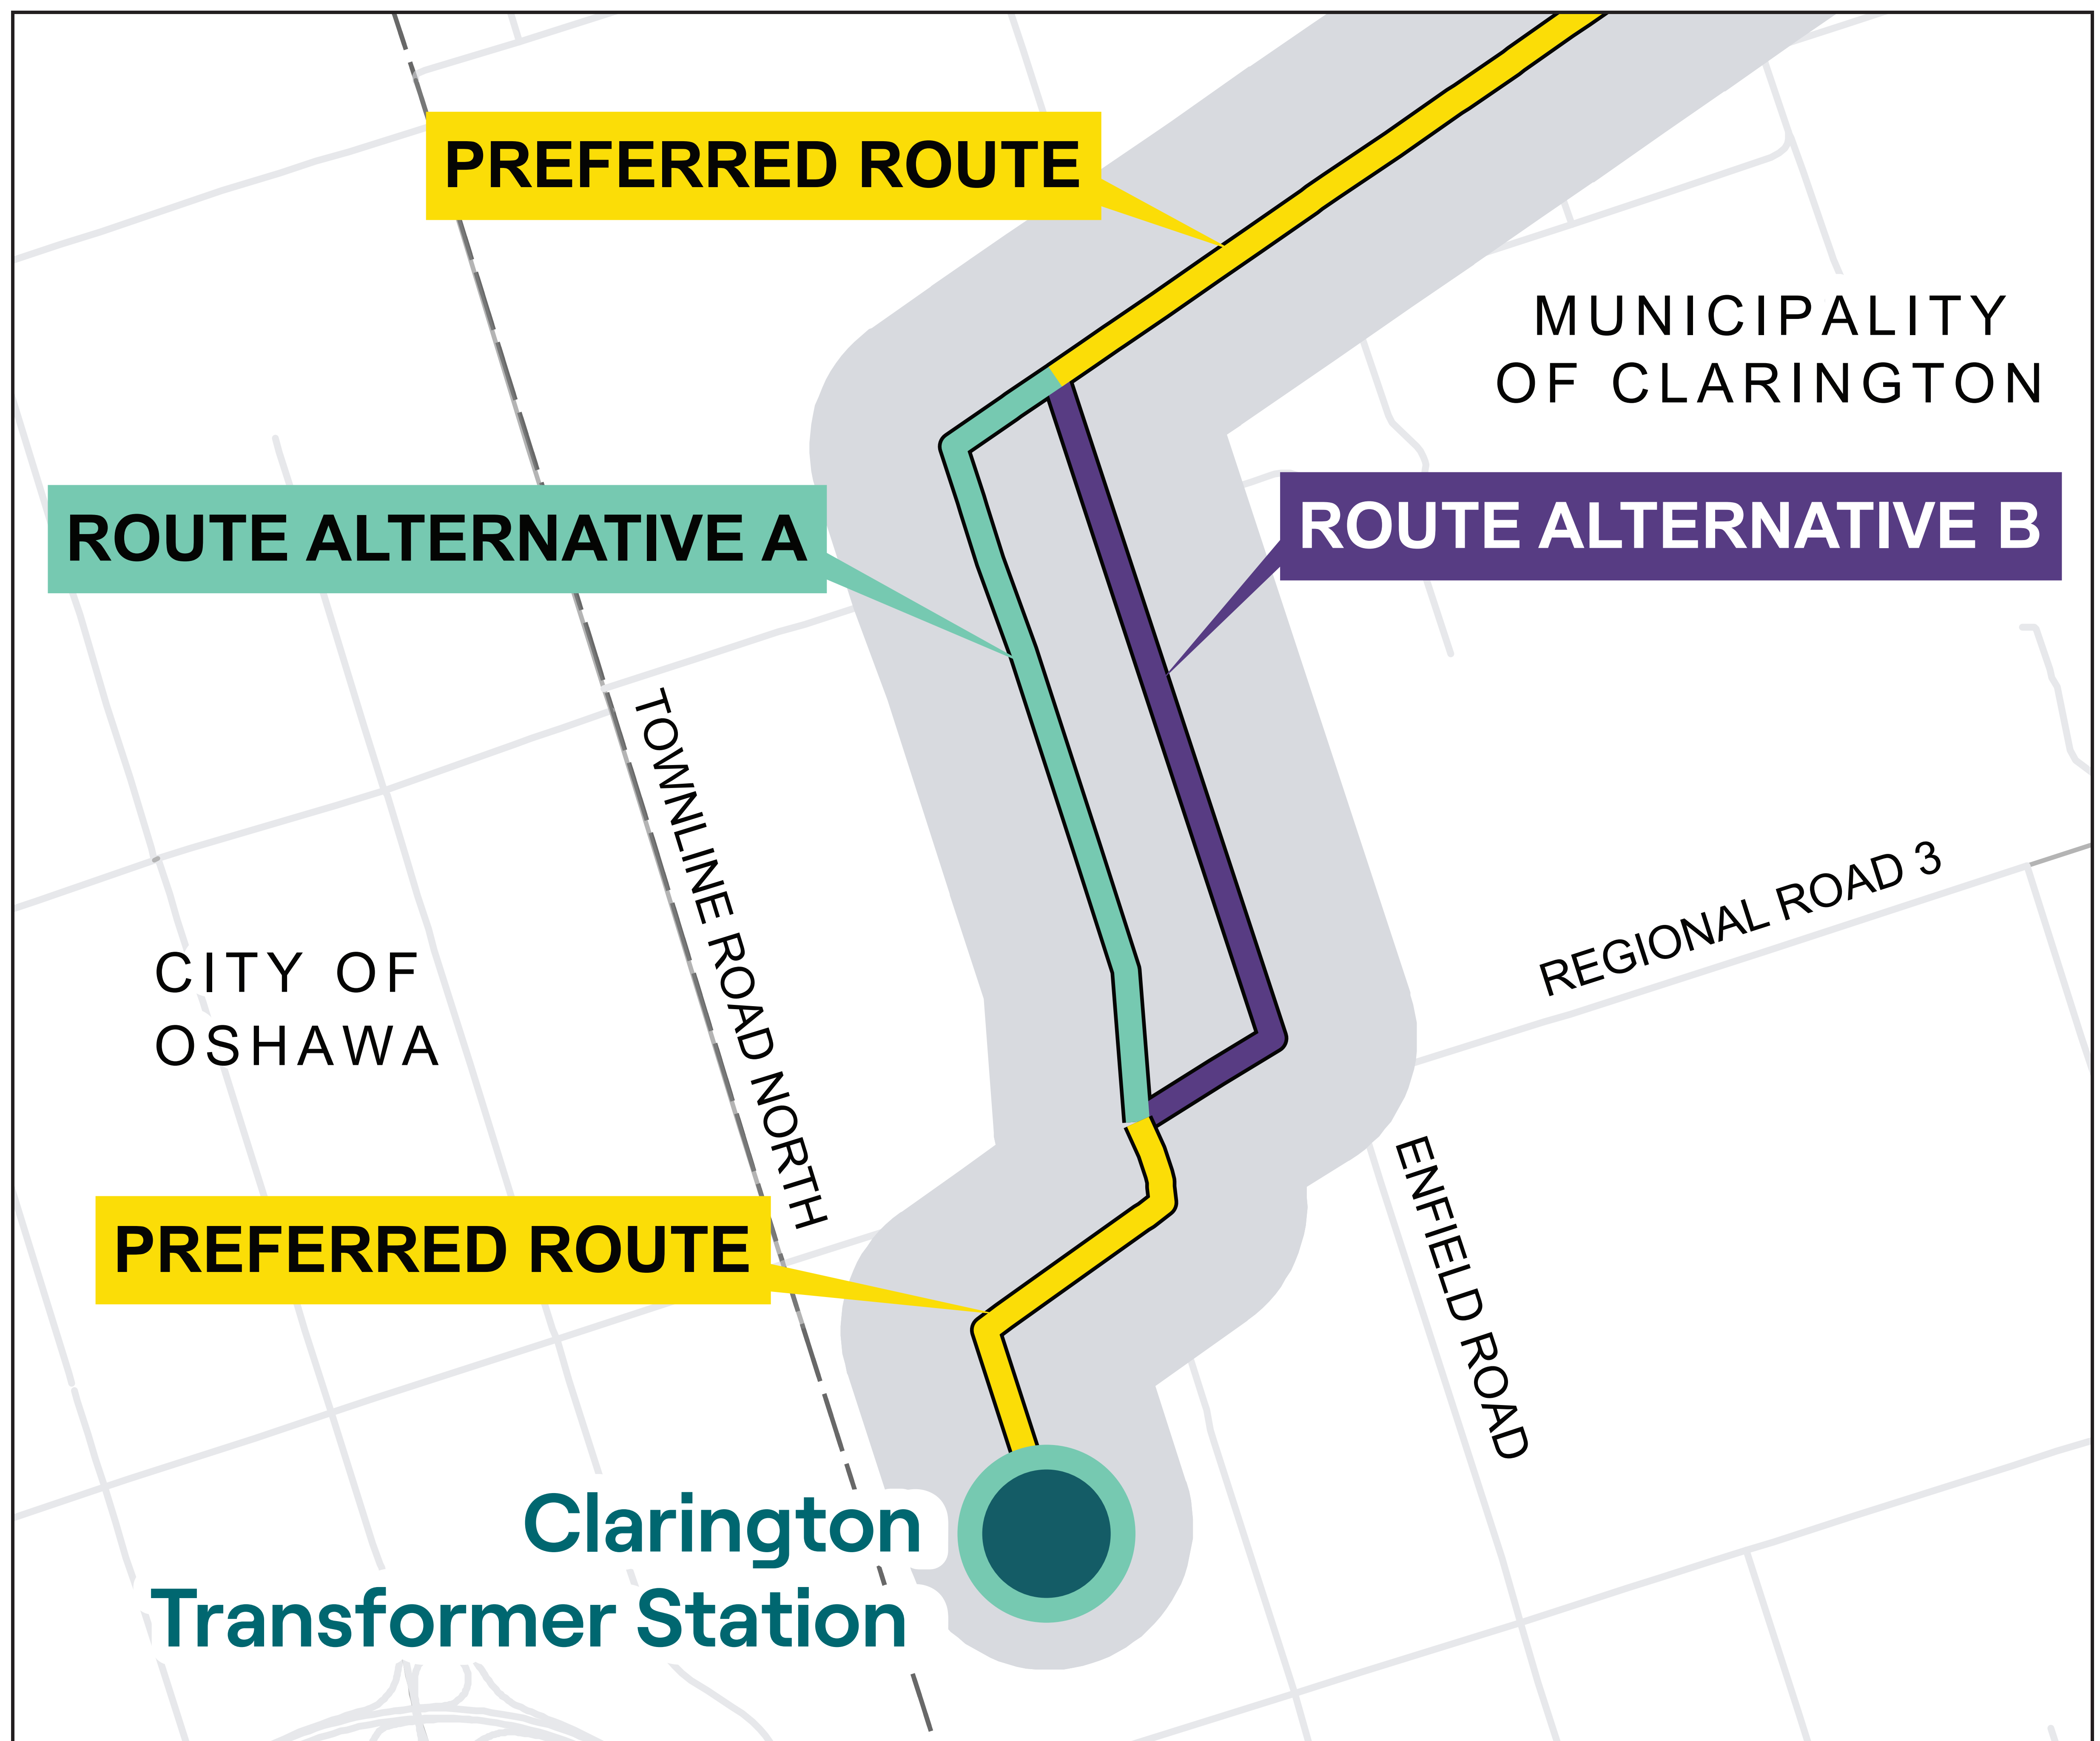 PREFERRED ROUTE
MUNICIPALITY
OF CLARINGTON
ROUTE ALTERNATIVE A
ROUTE ALTERNATIVE B
TOWNLINE ROAD NORTH
REGIONAL ROAD 3
CITY OF
OSHAWA
ENFIELD ROAD
PREFERRED ROUTE
Clarington
Transformer Station